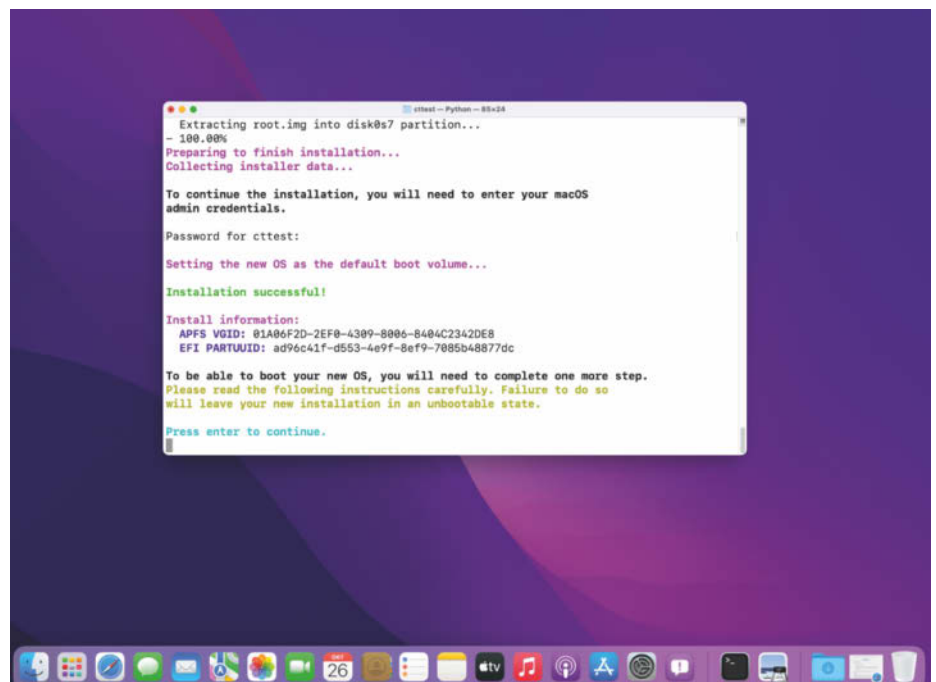 cttest — Python — 85×24
Extracting root.img into disk0s7 partition...
- 100.00%
Preparing to finish installation...
Collecting installer data...
To continue the installation, you will need to enter your macOS
admin credentials.
Password for cttest:
Setting the new OS as the default boot volume...
Installation successful!
Install information:
APFS VGID: 01A06F2D-2EF0-4309-8006-8404C2342DE8
EFI PARTUUID: ad96c41f-d553-4e9f-8ef9-7085b48877dc
To be able to boot your new OS, you will need to complete one more step.
Please read the following instructions carefully. Failure to do so
will leave your new installation in an unbootable state.
Press enter to continue.
26
tv